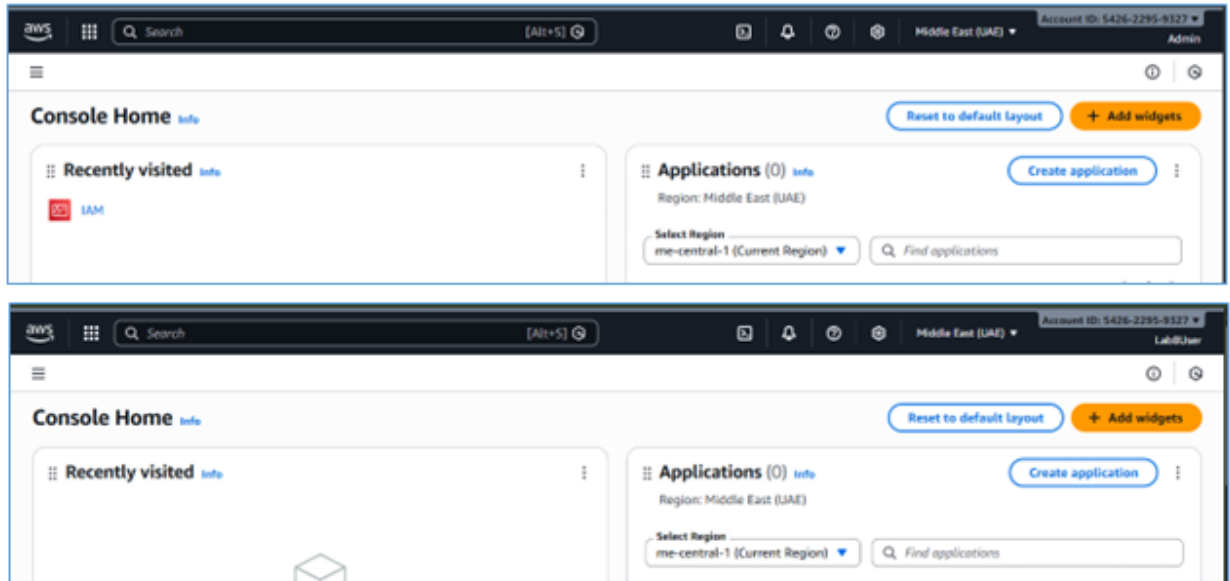 Account ID: 5426-2295-9327
aws Search [Alt+S] Middle East (UAE) Admin
Console Home Info Reset to default layout + Add widgets
Recently visited Info
IAM
Applications (0) Info Create application
Region: Middle East (UAE)
Select Region
me-central-1 (Current Region) Find applications
Account ID: 5426-2295-9327
aws Search [Alt+S] Middle East (UAE) Lab8User
Console Home Info Reset to default layout + Add widgets
Recently visited Info
Applications (0) Info Create application
Region: Middle East (UAE)
Select Region
me-central-1 (Current Region) Find applications